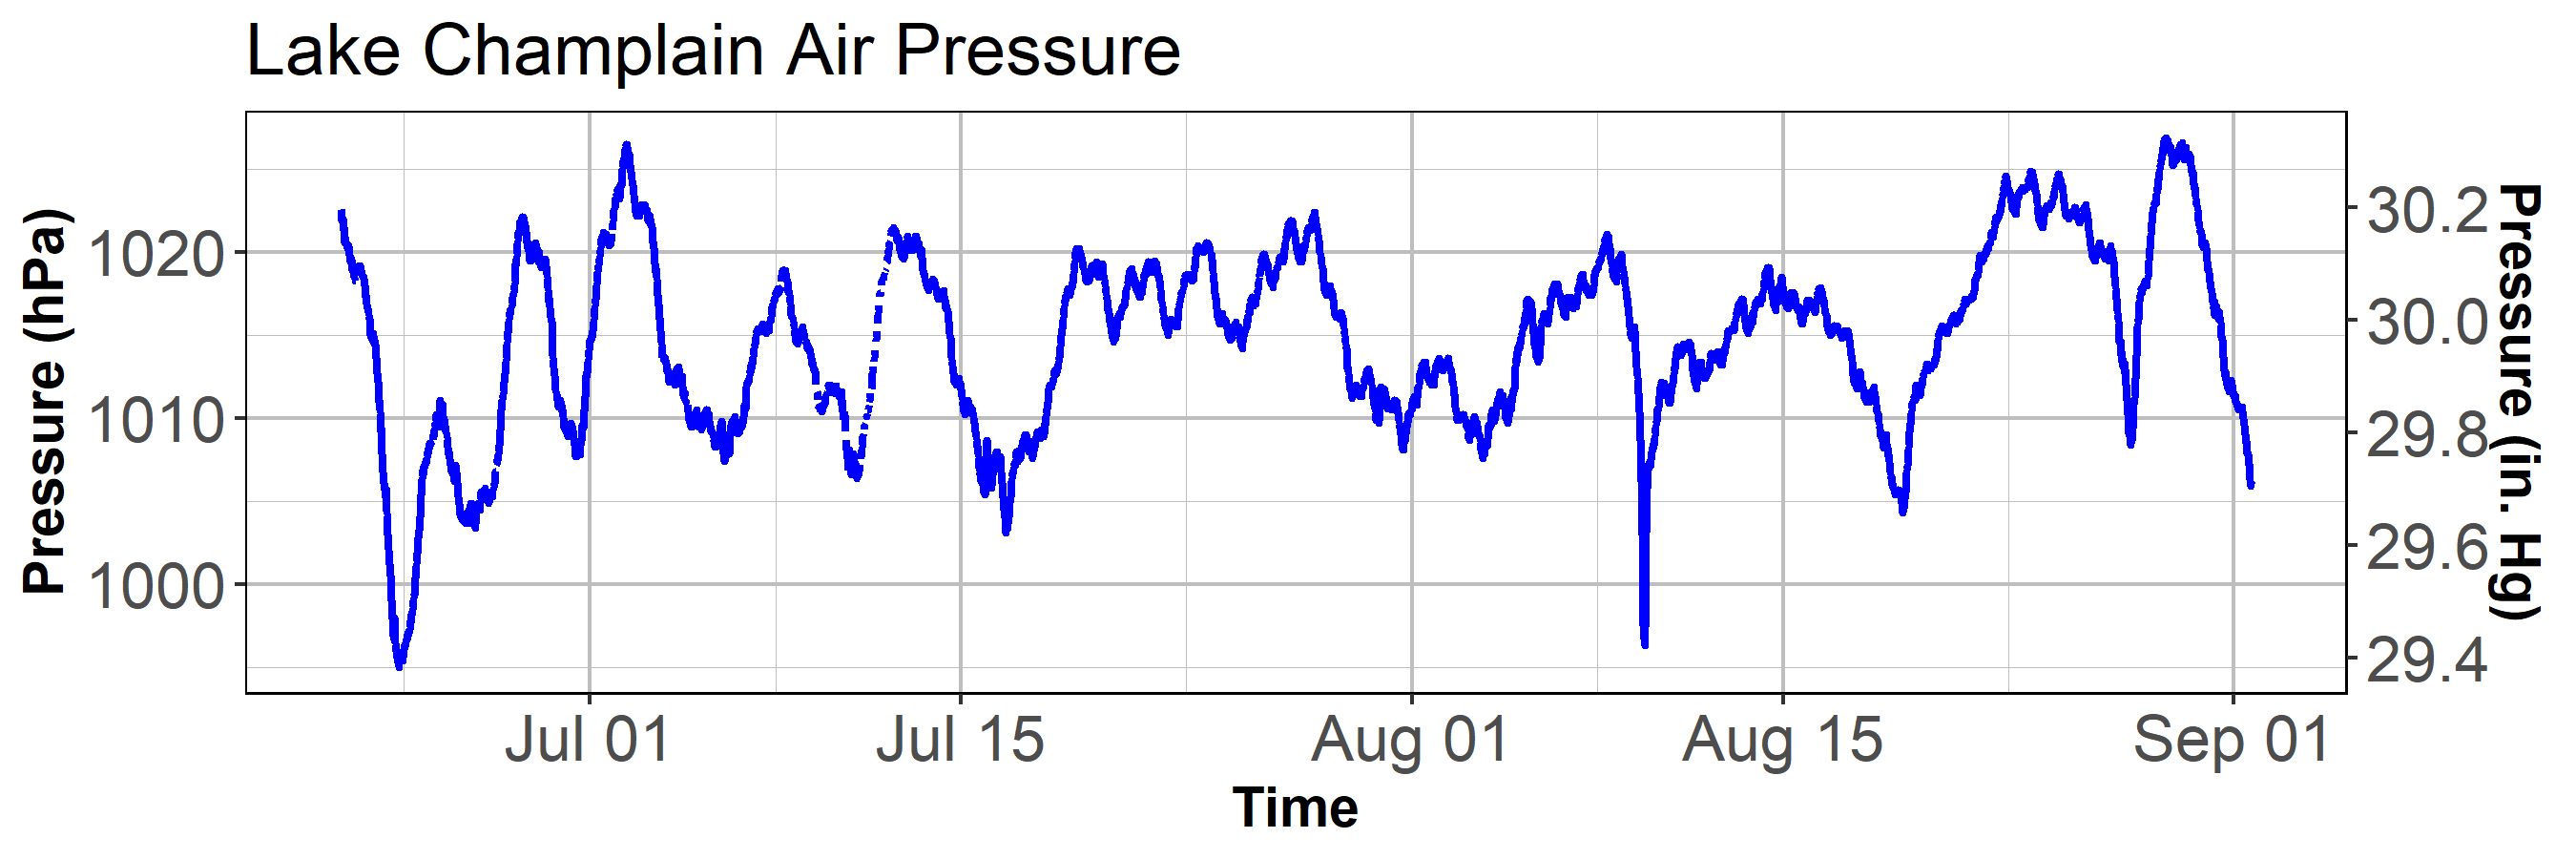 Lake Champlain Air Pressure
Pressure (hPa)
1020
1010
1000
30.2
30.0
29.8
29.6
29.4
Pressure (in. Hg)
Jul 01
Jul 15
Aug 01
Aug 15
Sep 01
Time